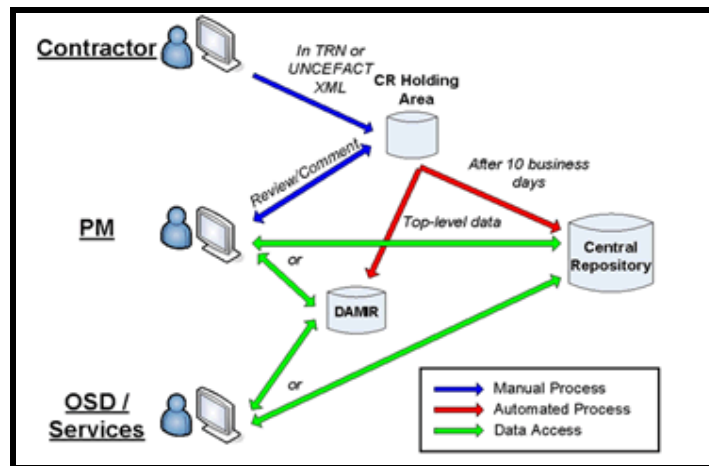 Contractor
In TRN or
UNCEFACT
XML
CR Holding
Area
Review/Comment
After 10 business
days
PM
Top-level data
or
Central
Repository
DAMIR
or
OSD /
Services
Manual Process
Automated Process
Data Access